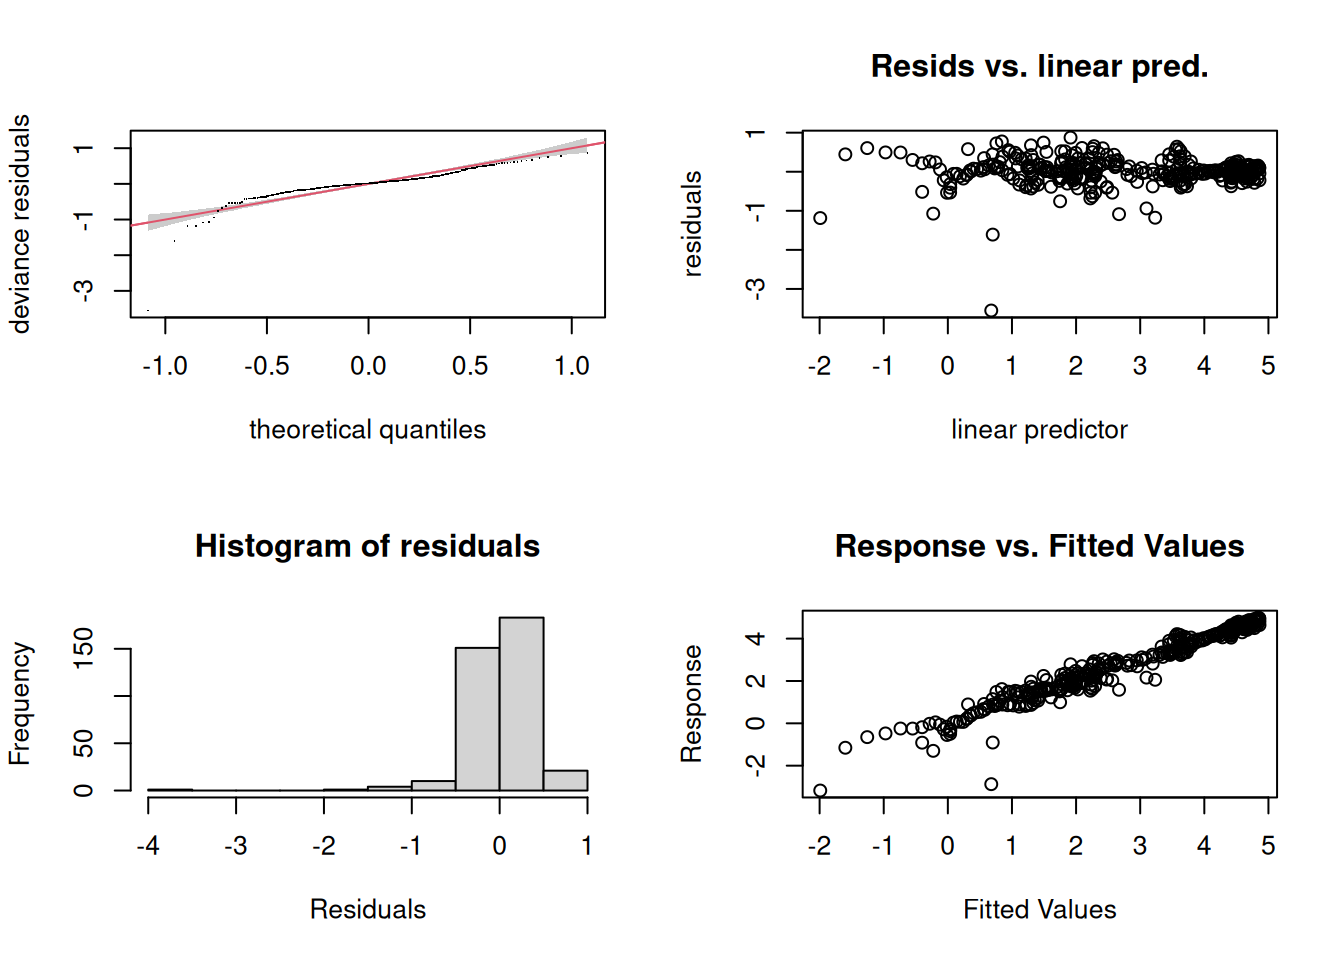 deviance residuals
1
-1
-3
-1.0 -0.5 0.0 0.5 1.0
theoretical quantiles
Resids vs. linear pred.
residuals
1
-1
-3
-2 -1 0 1 2 3 4 5
linear predictor
Histogram of residuals
Frequency
150
50
0
-4 -3 -2 -1 0 1
Residuals
Response vs. Fitted Values
Response
4
2
0
-2
-2 -1 0 1 2 3 4 5
Fitted Values